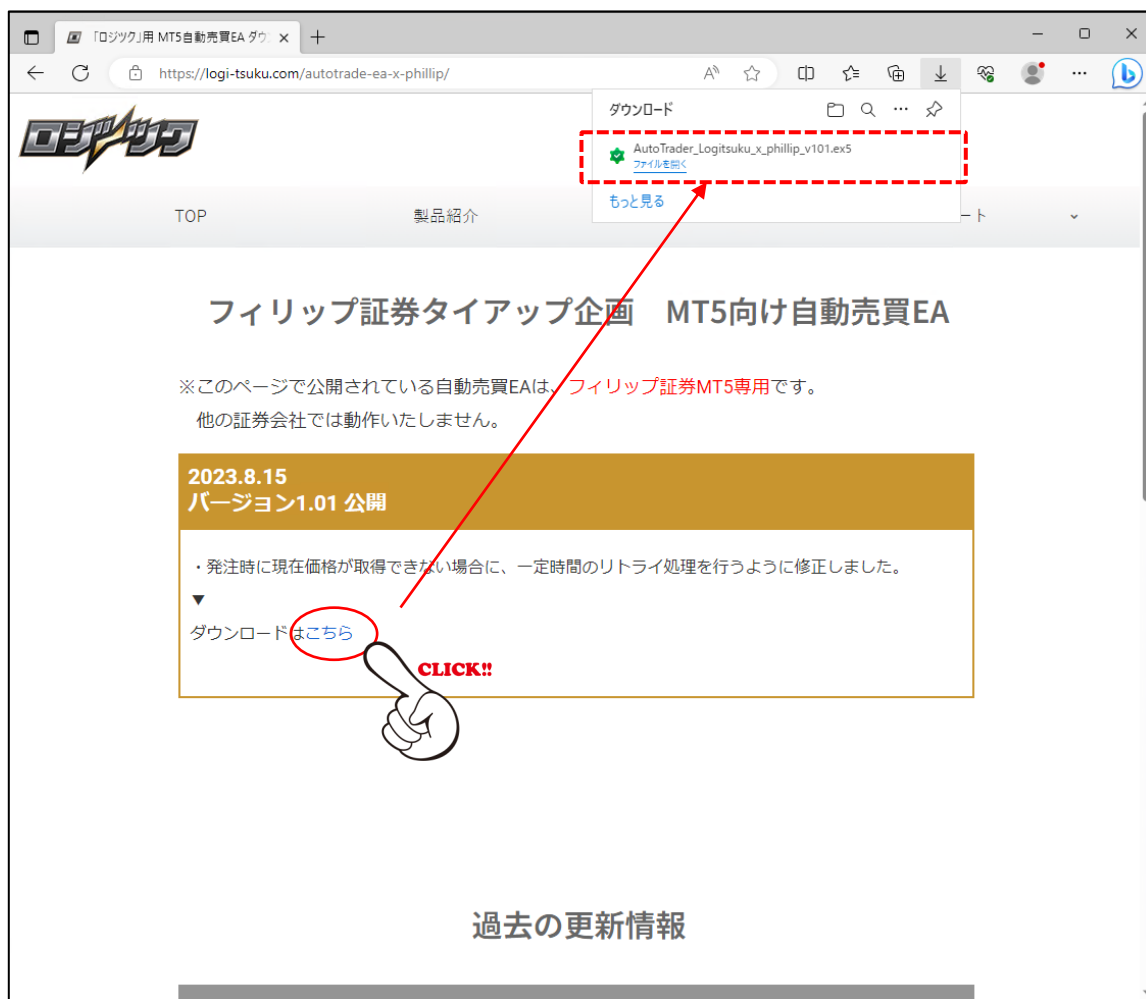 「ロジツク」用 MT5自動売買EA ダウ
https://logi-tsuku.com/autotrade-ea-x-phillip/
ダウンロード
AutoTrader_Logitsuku_x_phillip_v101.ex5
ファイルを開く
もっと見る
ロジツク
TOP
製品紹介
ート
フィリップ証券タイアップ企画 MT5向け自動売買EA
※このページで公開されている自動売買EAは、フィリップ証券MT5専用です。
他の証券会社では動作いたしません。
2023.8.15
バージョン1.01 公開
・発注時に現在価格が取得できない場合に、一定時間のリトライ処理を行うように修正しました。
▼
ダウンロードはこちら
CLICK!!
過去の更新情報